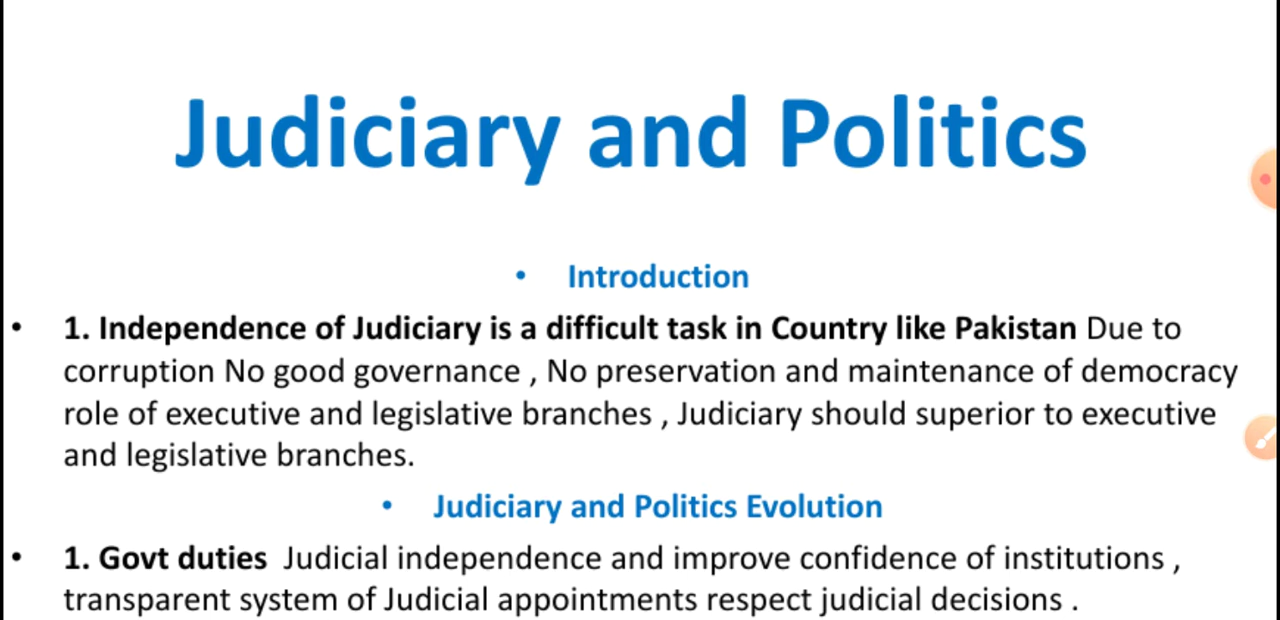 Judiciary and Politics
• Introduction
• 1. Independence of Judiciary is a difficult task in Country like Pakistan Due to
corruption No good governance , No preservation and maintenance of democracy
role of executive and legislative branches , Judiciary should superior to executive
and legislative branches.
• Judiciary and Politics Evolution
• 1. Govt duties Judicial independence and improve confidence of institutions ,
transparent system of Judicial appointments respect judicial decisions .